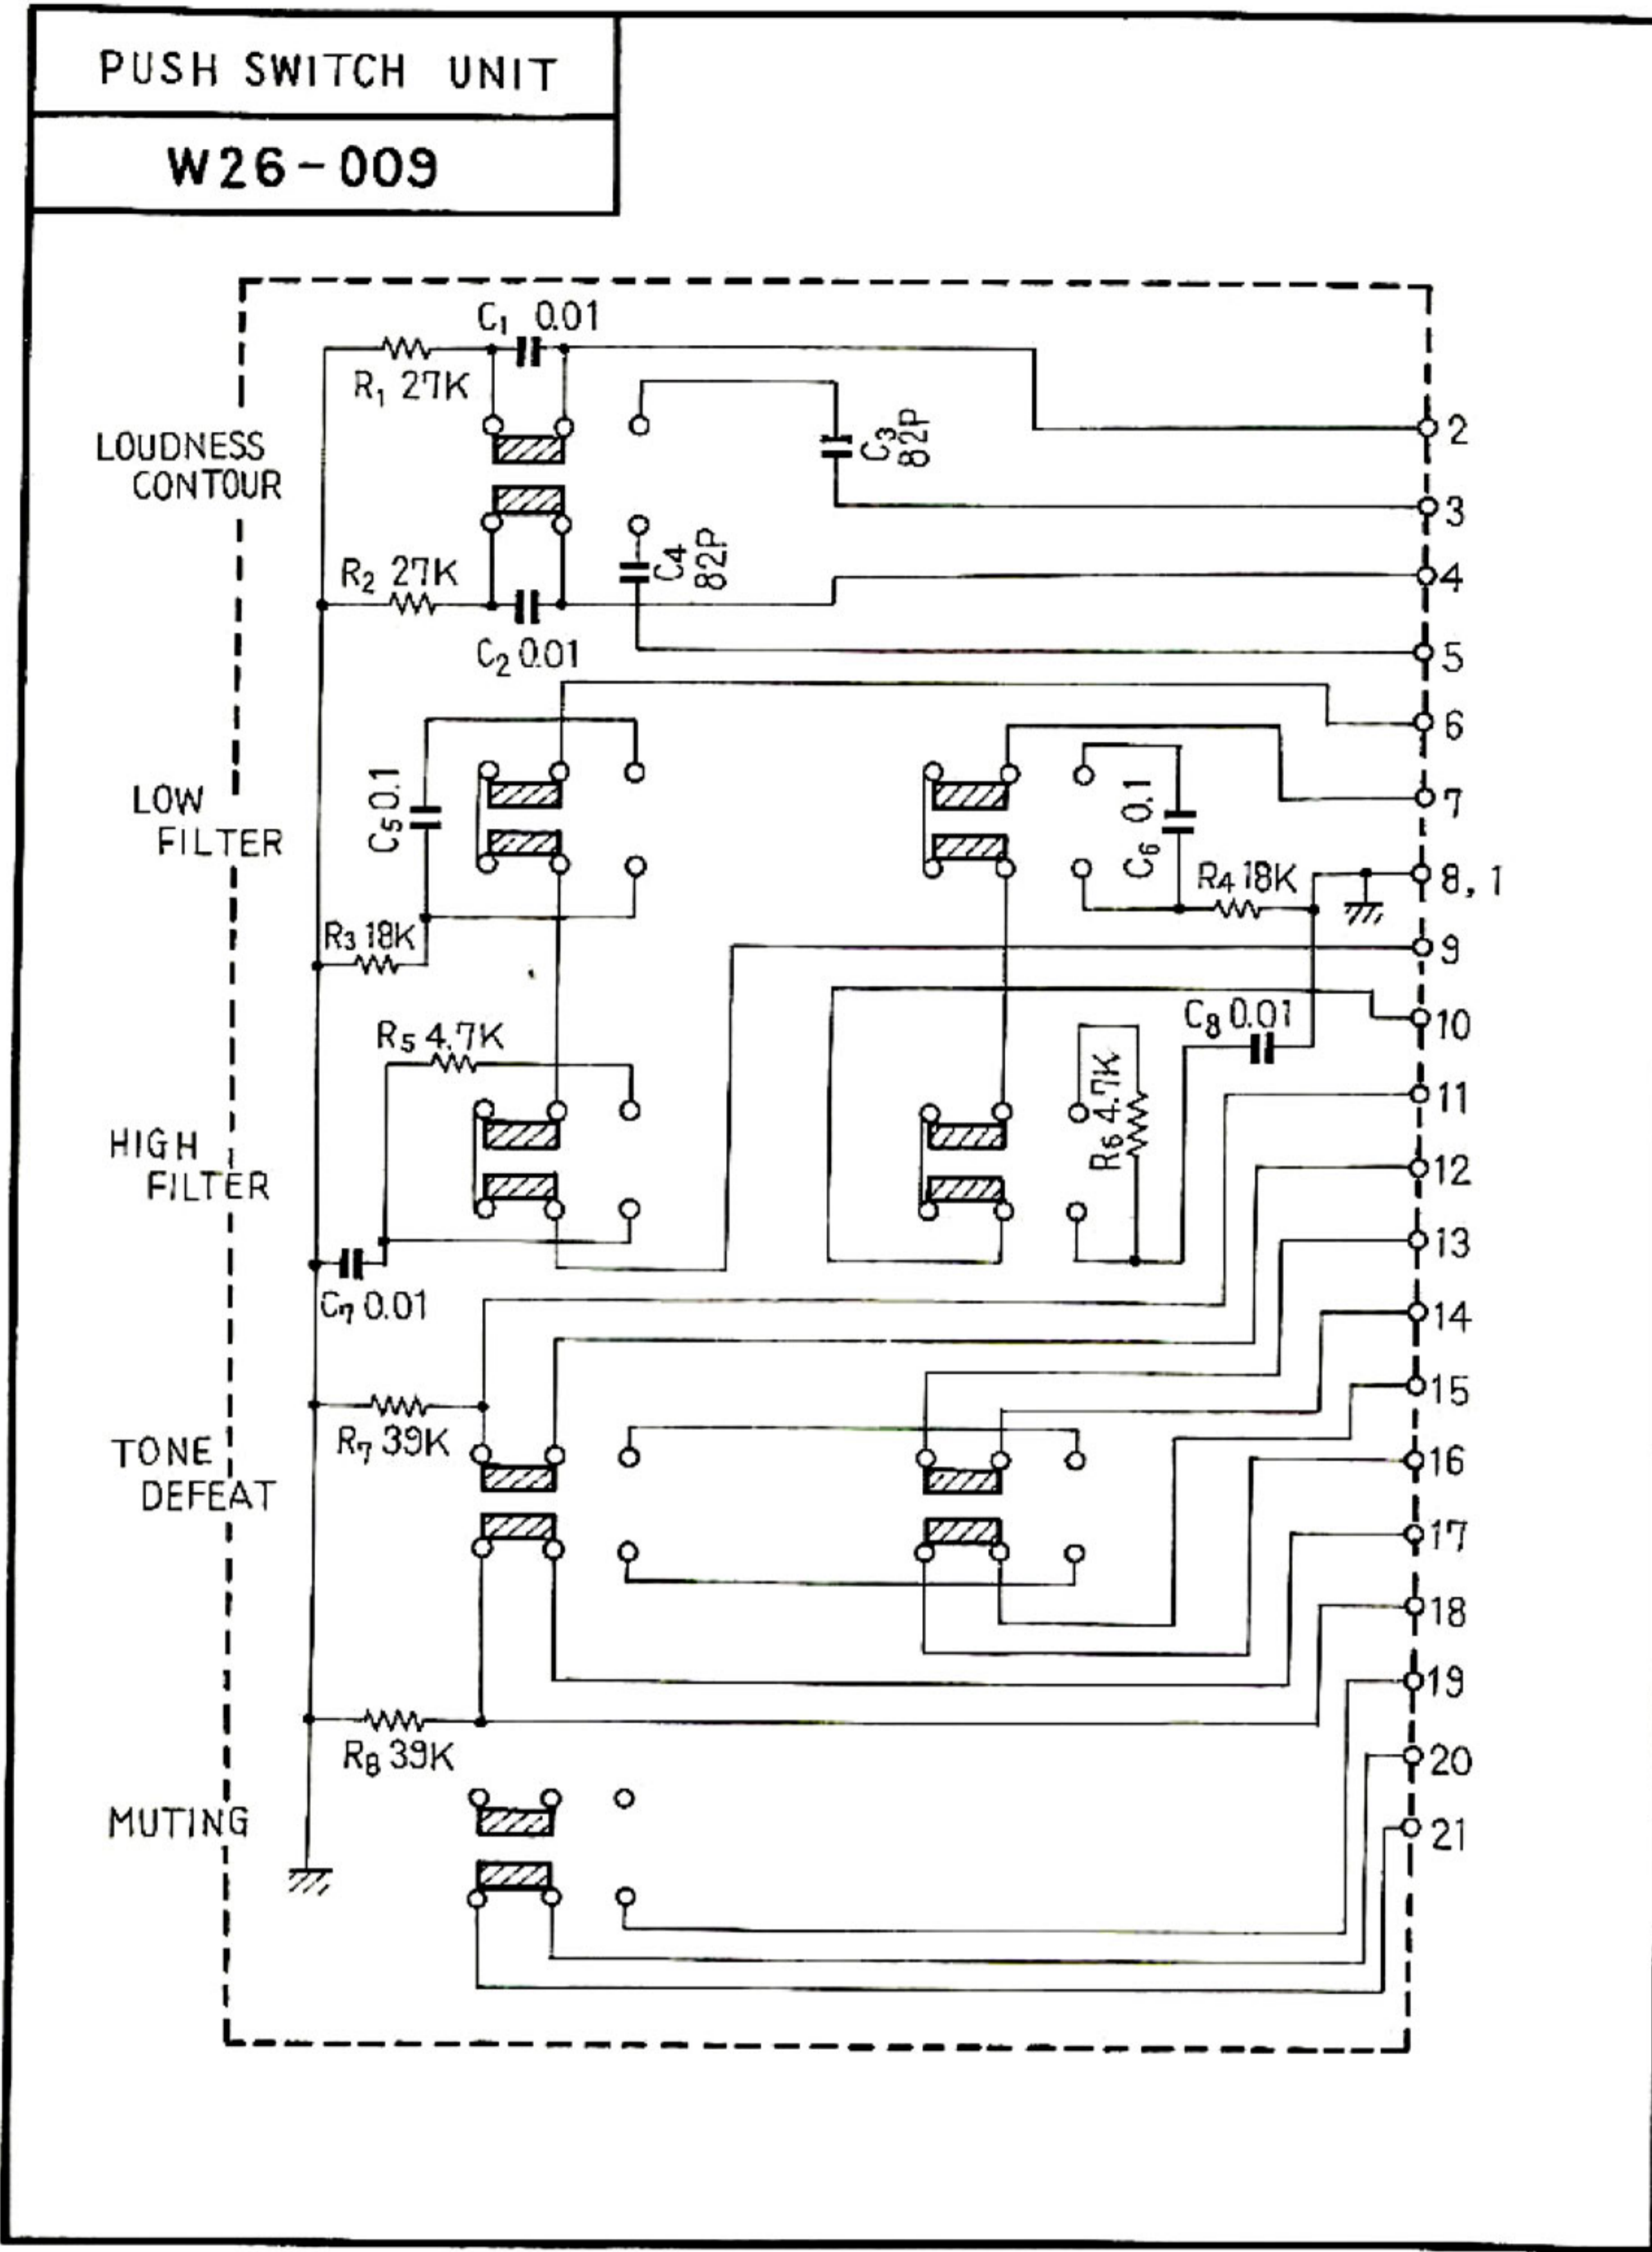 PUSH SWITCH UNIT
W26-009
C1 0.01
R1 27K
LOUDNESS
CONTOUR
C3
82P
2
3
R2 27K
C4
82P
4
C2 0.01
5
6
LOW
FILTER
C5 0.1
C6 0.1
7
R4 18K
8, 1
R3 18K
9
C8 0.01
10
R5 4.7K
R6 4.7K
11
HIGH
FILTER
12
13
C7 0.01
14
15
R7 39K
TONE
DEFEAT
16
17
18
19
R8 39K
20
MUTING
21